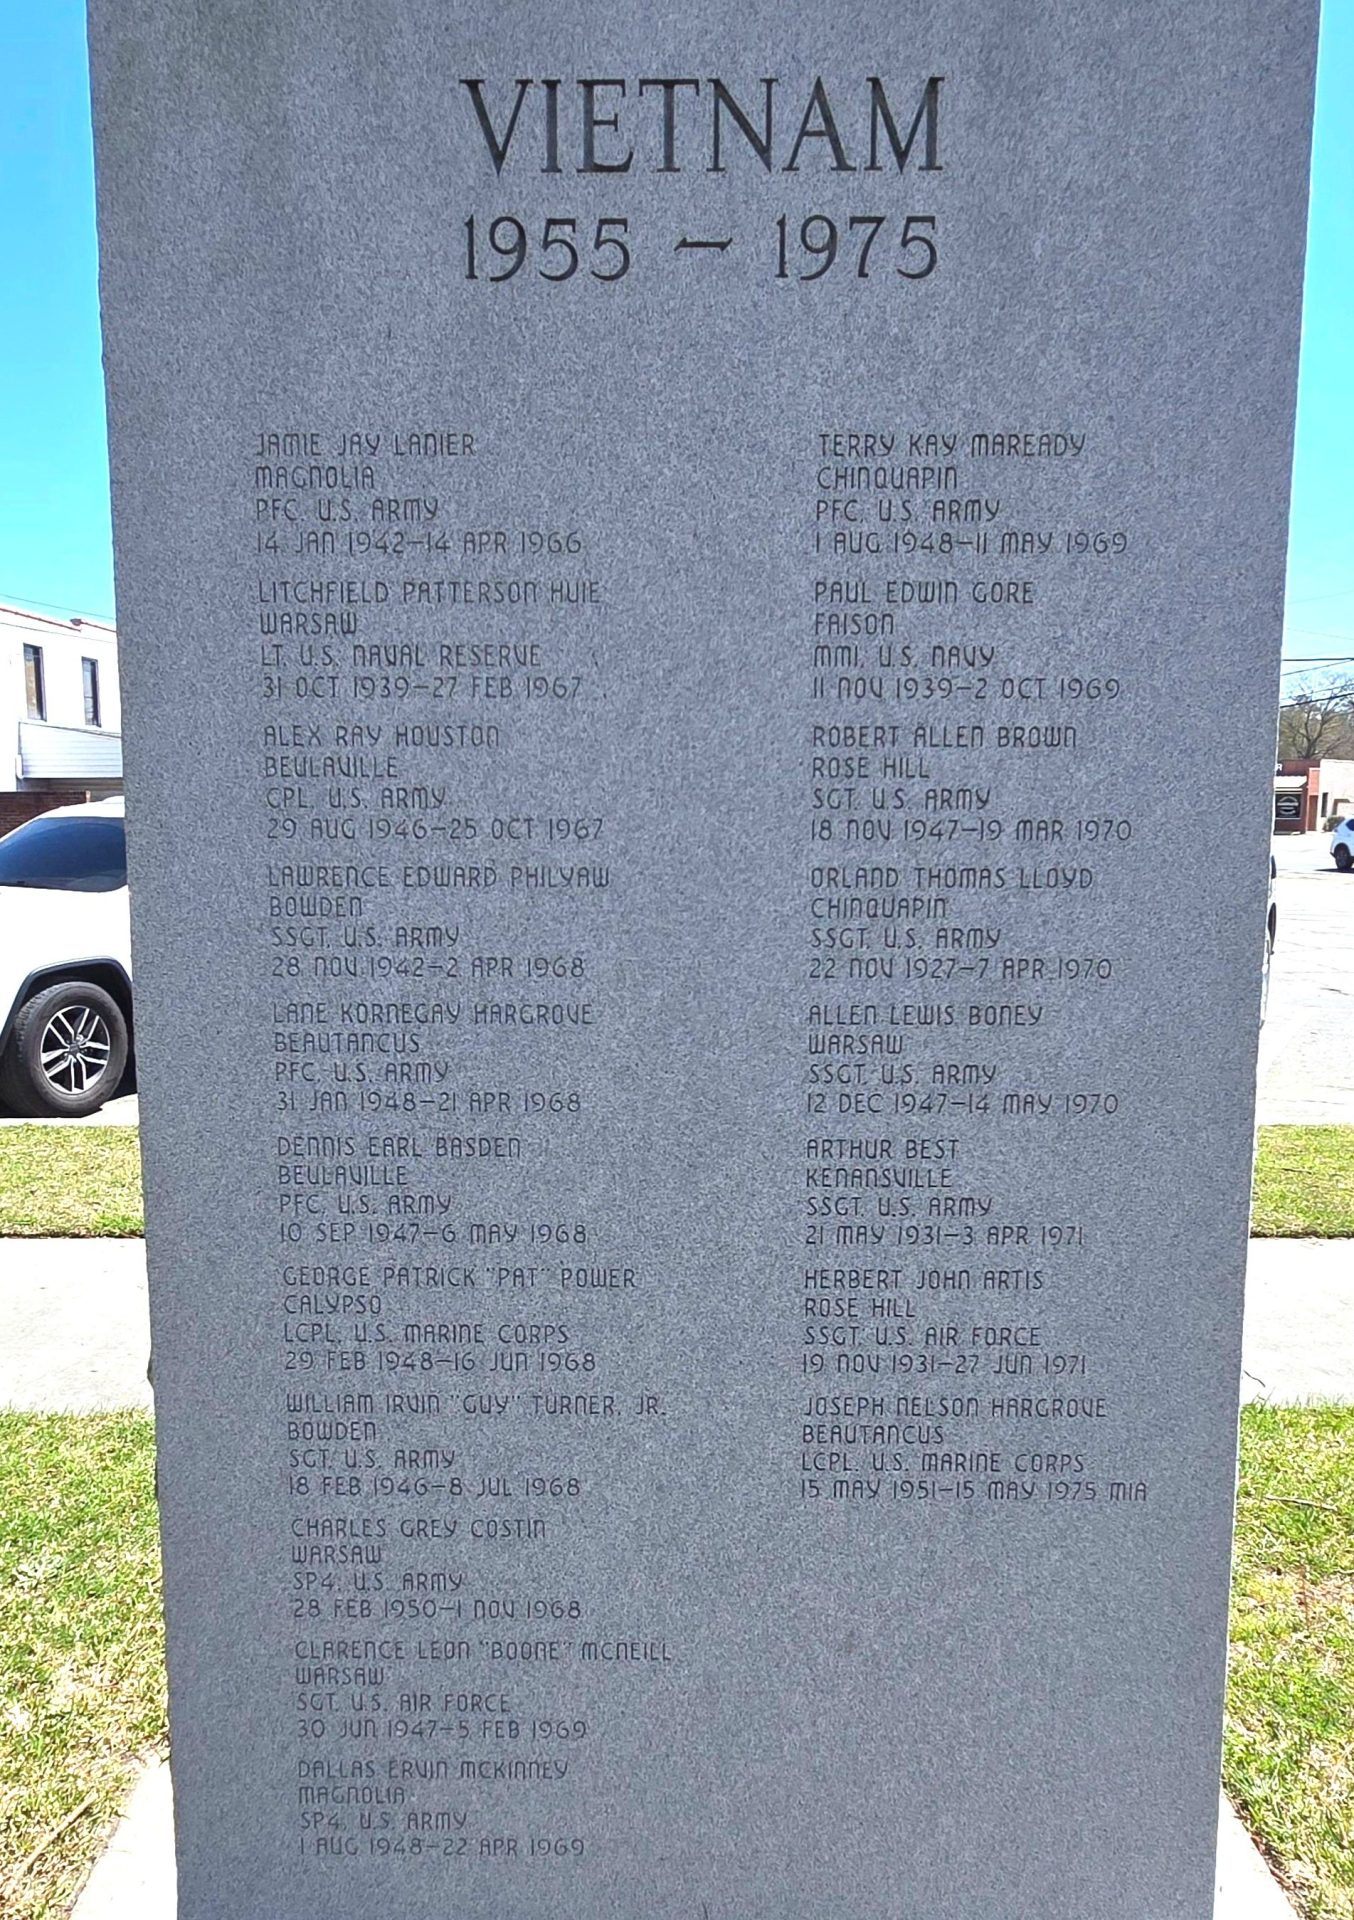 VIETNAM
1955 – 1975
JAMIE JAY LANIER
MAGNOLIA
PFC. U.S. ARMY
14 JAN 1942–14 APR 1966
LITCHFIELD PATTERSON HUIE
WARSAW
LT. U.S. NAVAL RESERVE
31 OCT 1939–27 FEB 1967
ALEX RAY HOUSTON
BEULAVILLE
CPL. U.S. ARMY
29 AUG 1946–25 OCT 1967
LAWRENCE EDWARD PHILYAW
BOWDEN
SSGT. U.S. ARMY
28 NOV 1942–2 APR 1968
LANE KORNEGAY HARGROVE
BEAUTANCUS
PFC. U.S. ARMY
31 JAN 1948–21 APR 1968
DENNIS EARL BASDEN
BEULAVILLE
PFC. U.S. ARMY
10 SEP 1947–6 MAY 1968
GEORGE PATRICK "PAT" POWER
CALYPSO
LCPL. U.S. MARINE CORPS
29 FEB 1948–16 JUN 1968
WILLIAM IRVIN "GUY" TURNER, JR.
BOWDEN
SGT. U.S. ARMY
18 FEB 1946–8 JUL 1968
CHARLES GREY COSTIN
WARSAW
SP4. U.S. ARMY
28 FEB 1950–1 NOV 1968
CLARENCE LEON "BOONE" MCNEILL
WARSAW
SGT. U.S. AIR FORCE
30 JUN 1947–5 FEB 1969
DALLAS ERVIN MCKINNEY
MAGNOLIA
SP4. U.S. ARMY
1 AUG 1948–22 APR 1969
TERRY KAY MAREADY
CHINQUAPIN
PFC. U.S. ARMY
1 AUG 1948–11 MAY 1969
PAUL EDWIN GORE
FAISON
MM1. U.S. NAVY
11 NOV 1939–2 OCT 1969
ROBERT ALLEN BROWN
ROSE HILL
SGT. U.S. ARMY
18 NOV 1947–19 MAR 1970
ORLAND THOMAS LLOYD
CHINQUAPIN
SSGT. U.S. ARMY
22 NOV 1927–7 APR 1970
ALLEN LEWIS BONEY
WARSAW
SSGT. U.S. ARMY
12 DEC 1947–14 MAY 1970
ARTHUR BEST
KENANSVILLE
SSGT. U.S. ARMY
21 MAY 1931–3 APR 1971
HERBERT JOHN ARTIS
ROSE HILL
SSGT. U.S. AIR FORCE
19 NOV 1931–27 JUN 1971
JOSEPH NELSON HARGROVE
BEAUTANCUS
LCPL. U.S. MARINE CORPS
15 MAY 1951–15 MAY 1975 MIA